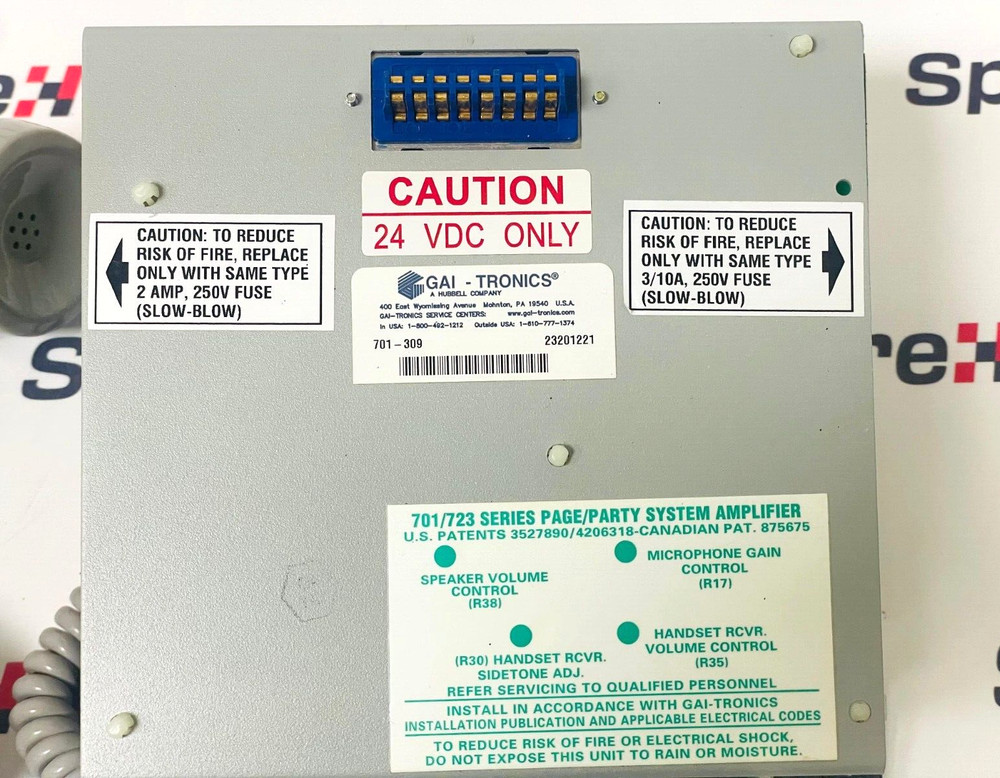 CAUTION
24 VDC ONLY
CAUTION: TO REDUCE
RISK OF FIRE, REPLACE
ONLY WITH SAME TYPE
2 AMP, 250V FUSE
(SLOW-BLOW)
CAUTION: TO REDUCE
RISK OF FIRE, REPLACE
ONLY WITH SAME TYPE
3/10A, 250V FUSE
(SLOW-BLOW)
GAI-TRONICS®
A HUBBELL COMPANY
400 East Wyomissing Avenue Mohnton, PA 19540 U.S.A.
GAI-TRONICS SERVICE CENTERS: www.gai-tronics.com
In USA: 1-800-492-1212 Outside USA: 1-610-777-1374
701-309 23201221
701/723 SERIES PAGE/PARTY SYSTEM AMPLIFIER
U.S. PATENTS 3527890/4206318-CANADIAN PAT. 875675
SPEAKER VOLUME
CONTROL
(R38)
MICROPHONE GAIN
CONTROL
(R17)
(R30) HANDSET RCVR.
SIDETONE ADJ.
HANDSET RCVR.
VOLUME CONTROL
(R35)
REFER SERVICING TO QUALIFIED PERSONNEL
INSTALL IN ACCORDANCE WITH GAI-TRONICS
INSTALLATION PUBLICATION AND APPLICABLE ELECTRICAL CODES
TO REDUCE RISK OF FIRE OR ELECTRICAL SHOCK,
DO NOT EXPOSE THIS UNIT TO RAIN OR MOISTURE.